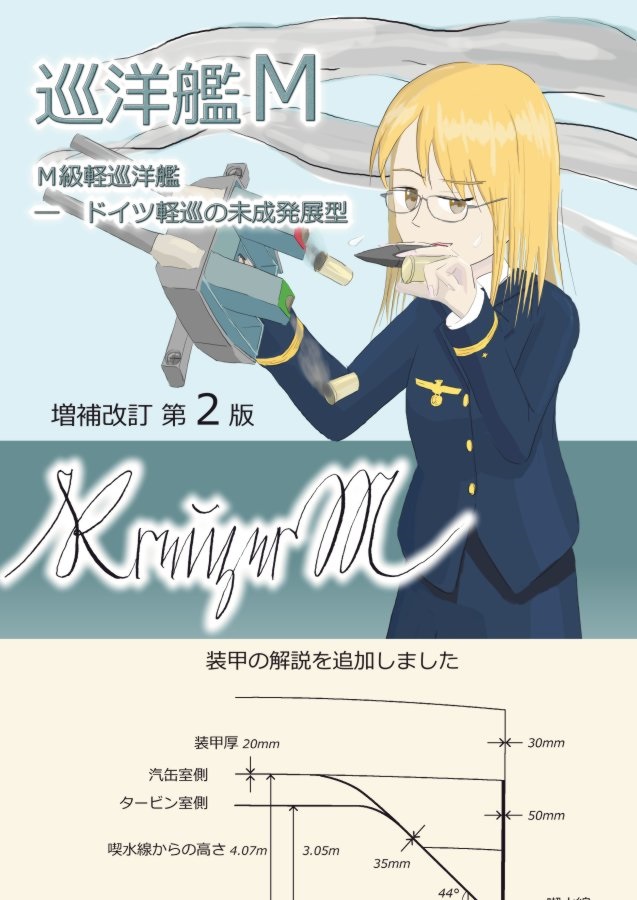 巡洋艦M
M級軽巡洋艦
― ドイツ軽巡の未成発展型
増補改訂 第2版
Kreuzer M
装甲の解説を追加しました
装甲厚 20mm
30mm
汽缶室側
タービン室側
50mm
喫水線からの高さ 4.07m 3.05m
35mm
44°
喫水線